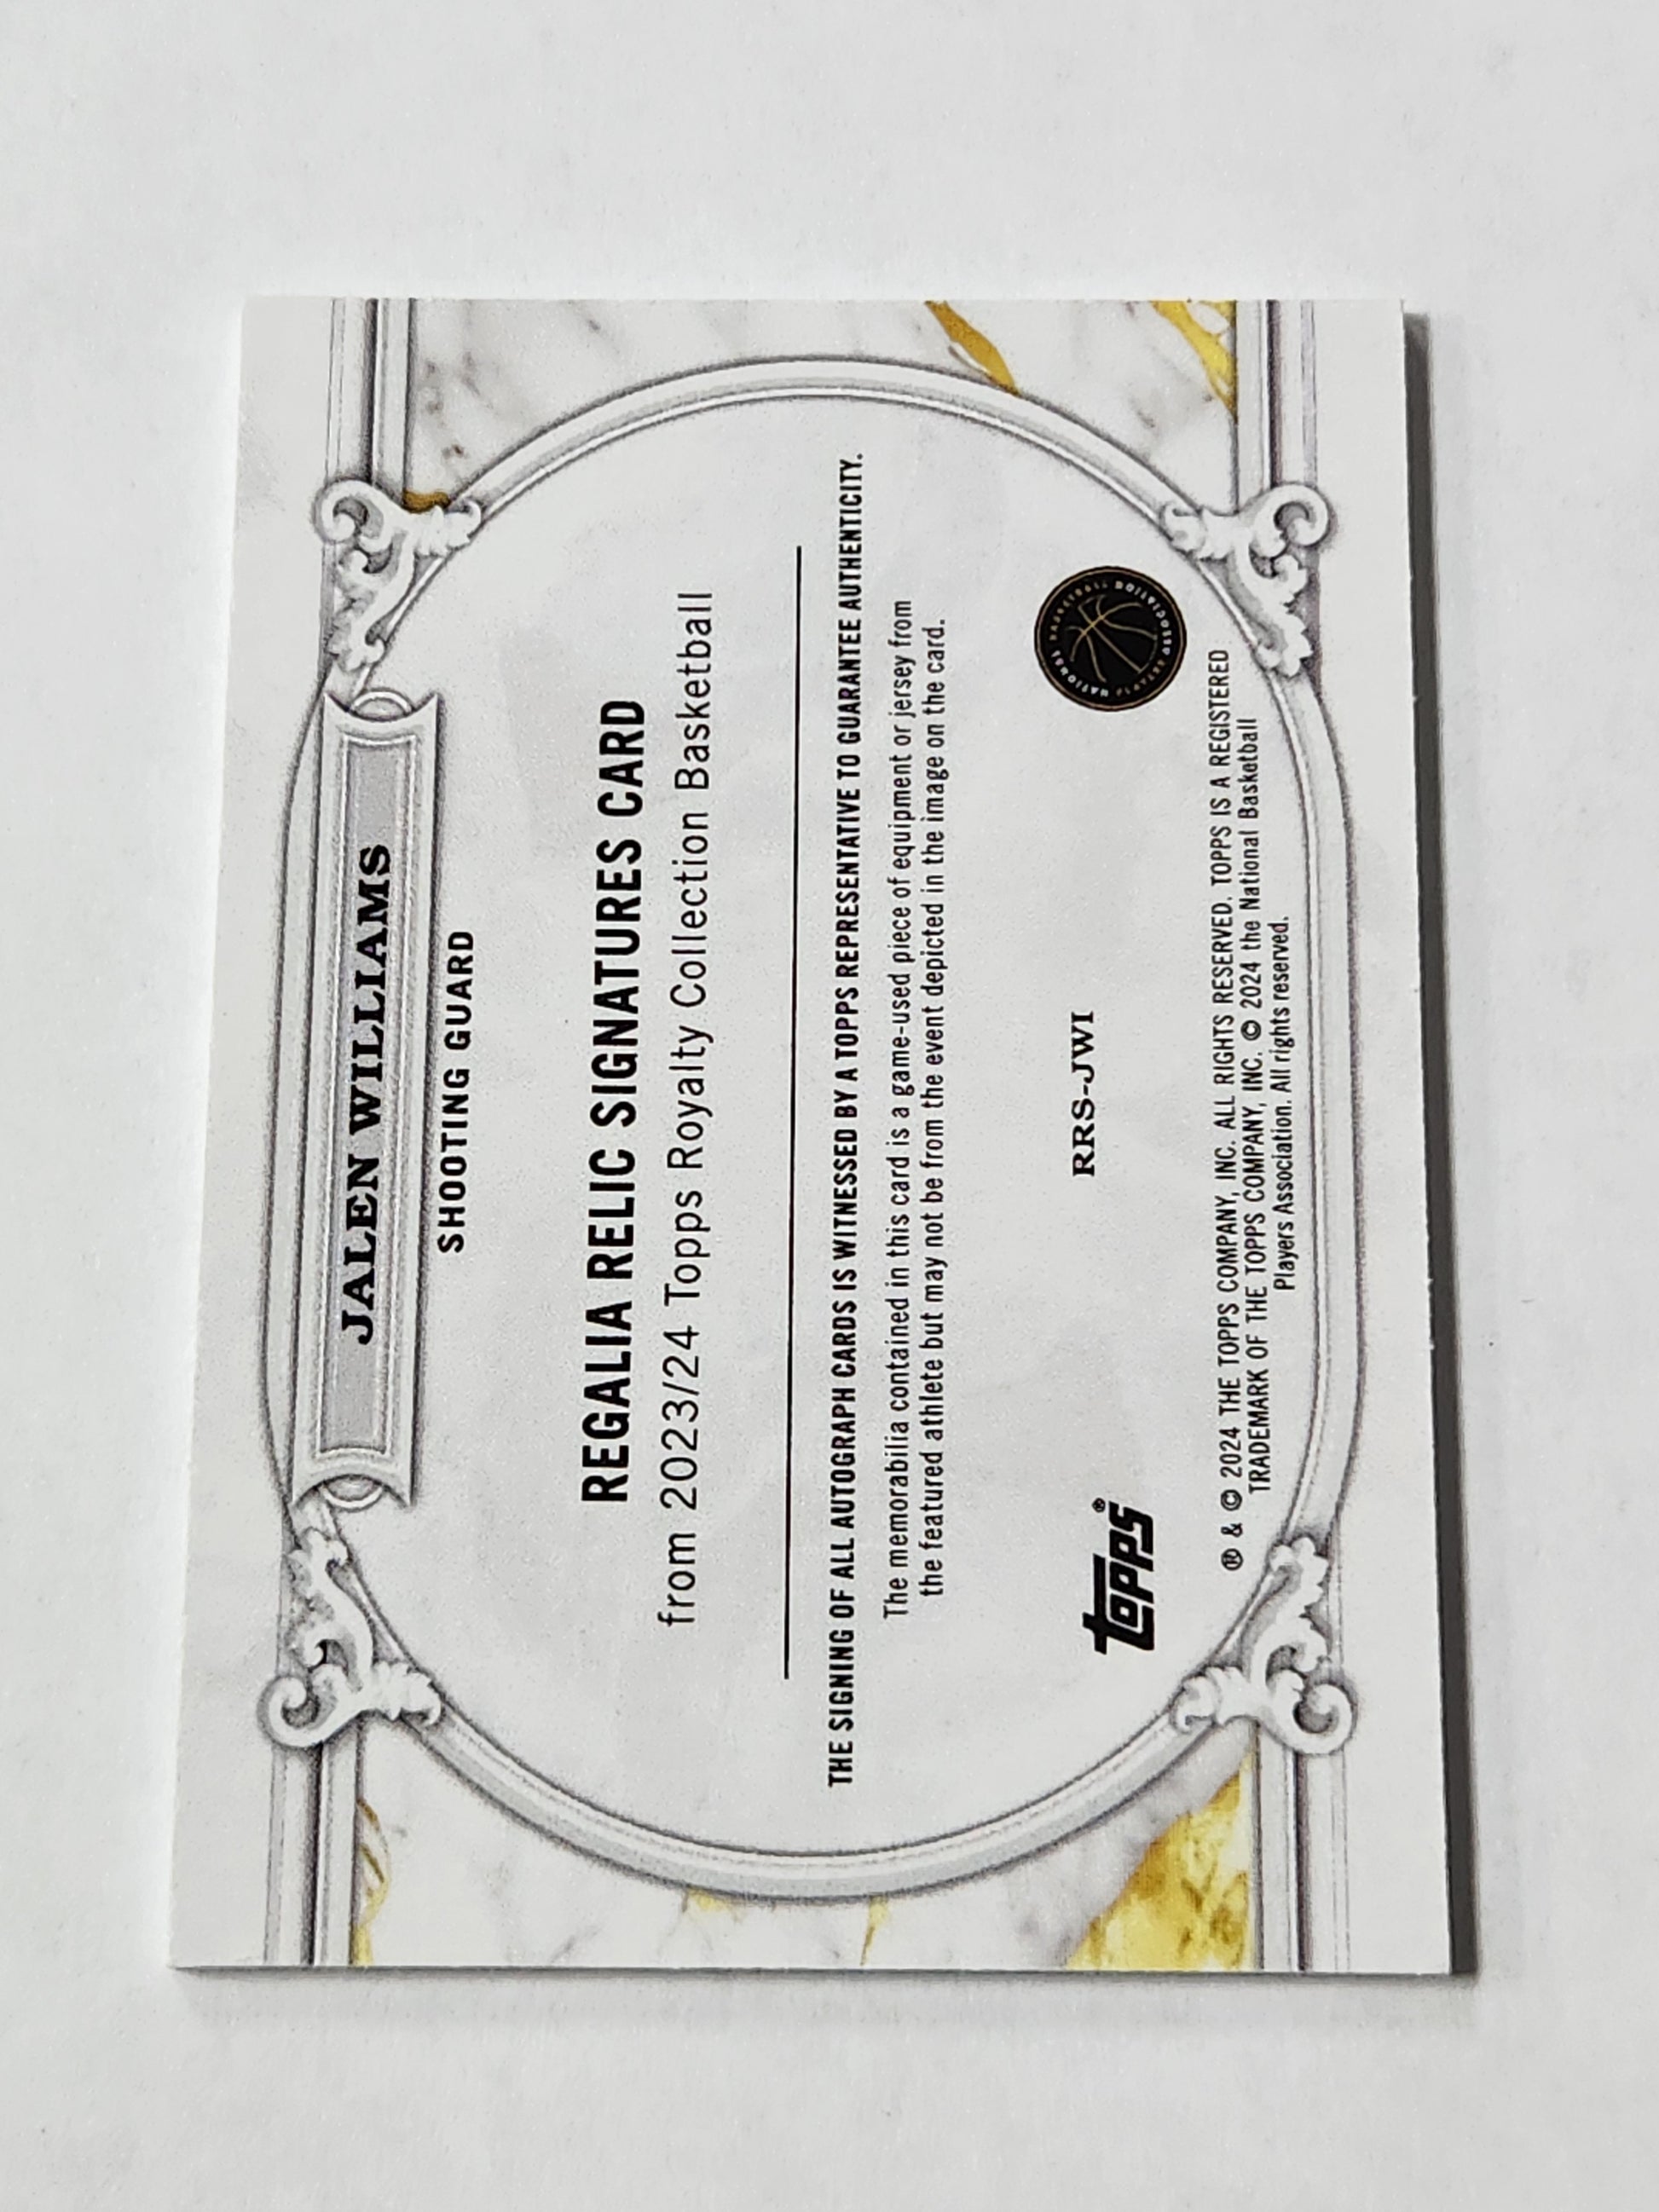 JALEN WILLIAMS
SHOOTING GUARD
REGALIA RELIC SIGNATURES CARD
from 2023/24 Topps Royalty Collection Basketball
THE SIGNING OF ALL AUTOGRAPH CARDS IS WITNESSED BY A TOPPS REPRESENTATIVE TO GUARANTEE AUTHENTICITY.
The memorabilia contained in this card is a game-used piece of equipment or jersey from
the featured athlete but may not be from the event depicted in the image on the card.
topps®
RRS-JWI
NATIONAL BASKETBALL ASSOCIATION
® & © 2024 THE TOPPS COMPANY, INC. ALL RIGHTS RESERVED. TOPPS IS A REGISTERED
TRADEMARK OF THE TOPPS COMPANY, INC. © 2024 the National Basketball
Players Association. All rights reserved.